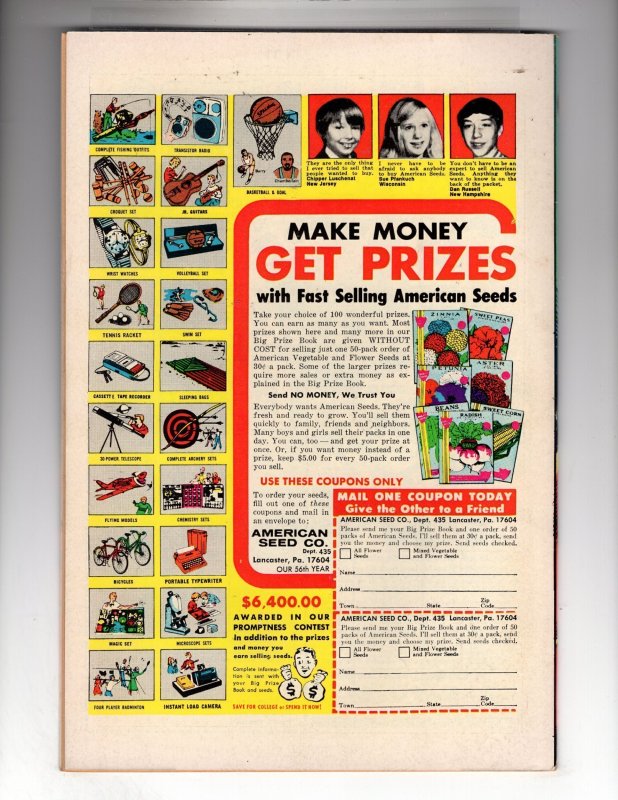 COMPLETE FISHING OUTFITS
TRANSISTOR RADIO
CROQUET SET
JR. GUITARS
WRIST WATCHES
VOLLEYBALL SET
TENNIS RACKET
SWIM SET
CASSETTE TAPE RECORDER
SLEEPING BAGS
30-POWER TELESCOPE
COMPLETE ARCHERY SETS
FLYING MODELS
CHEMISTRY SETS
BICYCLES
PORTABLE TYPEWRITER
MAGIC SET
MICROSCOPE SETS
FOUR PLAYER BADMINTON
INSTANT LOAD CAMERA
BASKETBALL & GOAL
They are the only thing
I ever tried to sell that
people wanted to buy.
Chipper Luschenat
New Jersey
I never have to be
afraid to ask anybody
to buy American Seeds.
Sue Pfankuch
Wisconsin
You don't have to be an
expert to sell American
Seeds. Anything they
want to know is on the
back of the packet.
Dan Russell
New Hampshire
MAKE MONEY
GET PRIZES
with Fast Selling American Seeds
Take your choice of 100 wonderful prizes.
You can earn as many as you want. Most
prizes shown here and many more in our
Big Prize Book are given WITHOUT
COST for selling just one 50-pack order of
American Vegetable and Flower Seeds at
30¢ a pack. Some of the larger prizes re-
quire more sales or extra money as ex-
plained in the Big Prize Book.
Send NO MONEY, We Trust You
Everybody wants American Seeds. They're
fresh and ready to grow. You'll sell them
quickly to family, friends and neighbors.
Many boys and girls sell their packs in one
day. You can, too — and get your prize at
once. Or, if you want money instead of a
prize, keep $5.00 for every 50-pack order
you sell.
ZINNIA
SWEET PEAS
PETUNIA
ASTER
BEANS
RADISH
SWEET CORN
USE THESE COUPONS ONLY
To order your seeds,
fill out one of these
coupons and mail in
an envelope to:
AMERICAN
SEED CO.
Dept. 435
Lancaster, Pa. 17604
OUR 56th YEAR
$6,400.00
AWARDED IN OUR
PROMPTNESS CONTEST
in addition to the prizes
and money you
earn selling seeds.
Complete informa-
tion is sent with
your Big Prize
Book and seeds.
$ $
SAVE FOR COLLEGE or SPEND IT NOW!
MAIL ONE COUPON TODAY
Give the Other to a Friend
AMERICAN SEED CO., Dept. 435 Lancaster, Pa. 17604
Please send me your Big Prize Book and one order of 50
packs of American Seeds. I'll sell them at 30¢ a pack, send
you the money and choose my prize. Send seeds checked.
All Flower
Seeds
Mixed Vegetable
and Flower Seeds
Name
Address
Town State Zip Code
AMERICAN SEED CO., Dept. 435 Lancaster, Pa. 17604
Please send me your Big Prize Book and one order of 50
packs of American Seeds. I'll sell them at 30¢ a pack, send
you the money and choose my prize. Send seeds checked.
All Flower
Seeds
Mixed Vegetable
and Flower Seeds
Name
Address
Town State Zip Code